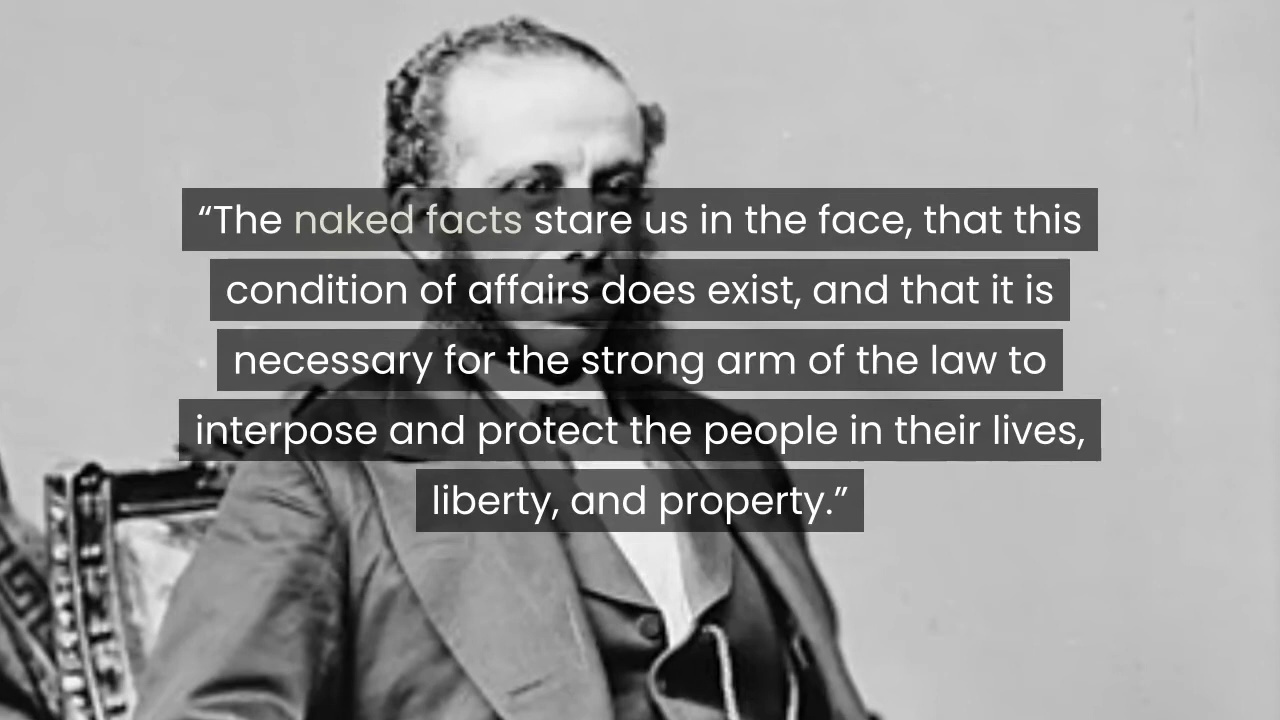 “The naked facts stare us in the face, that this
condition of affairs does exist, and that it is
necessary for the strong arm of the law to
interpose and protect the people in their lives,
liberty, and property.”